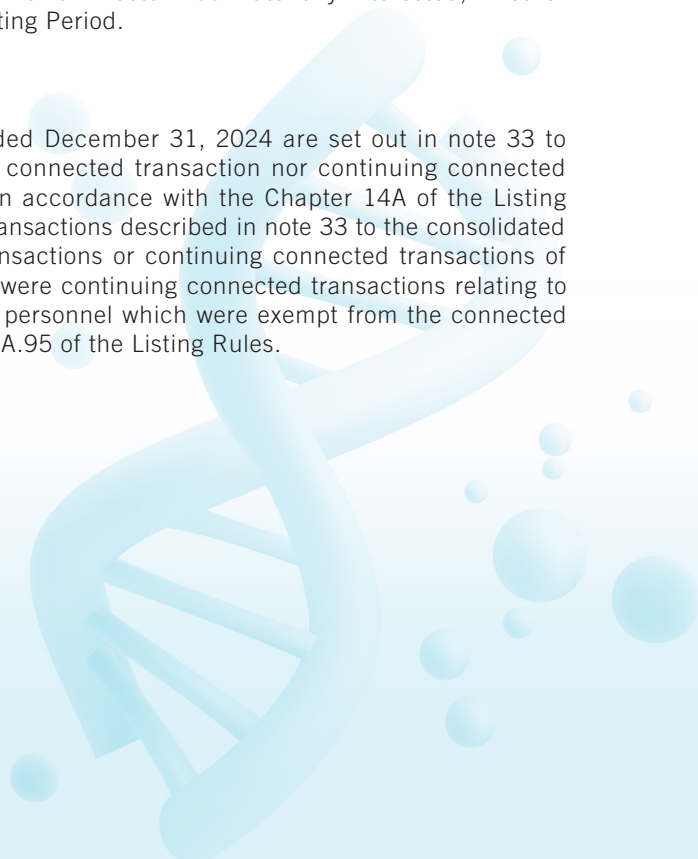 ting Period.
ded December 31, 2024 are set out in note 33 to
connected transaction nor continuing connected
n accordance with the Chapter 14A of the Listing
ansactions described in note 33 to the consolidated
nsactions or continuing connected transactions of
were continuing connected transactions relating to
personnel which were exempt from the connected
A.95 of the Listing Rules.